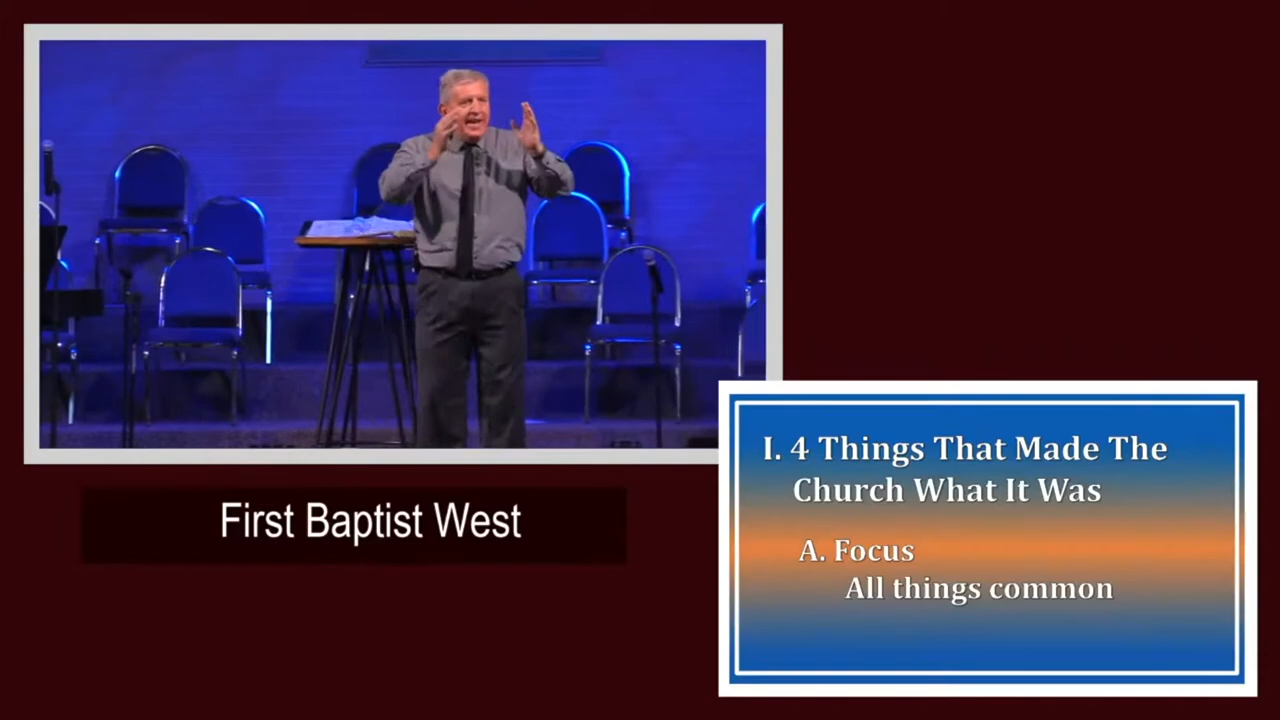 First Baptist West
I. 4 Things That Made The
Church What It Was
A. Focus
All things common